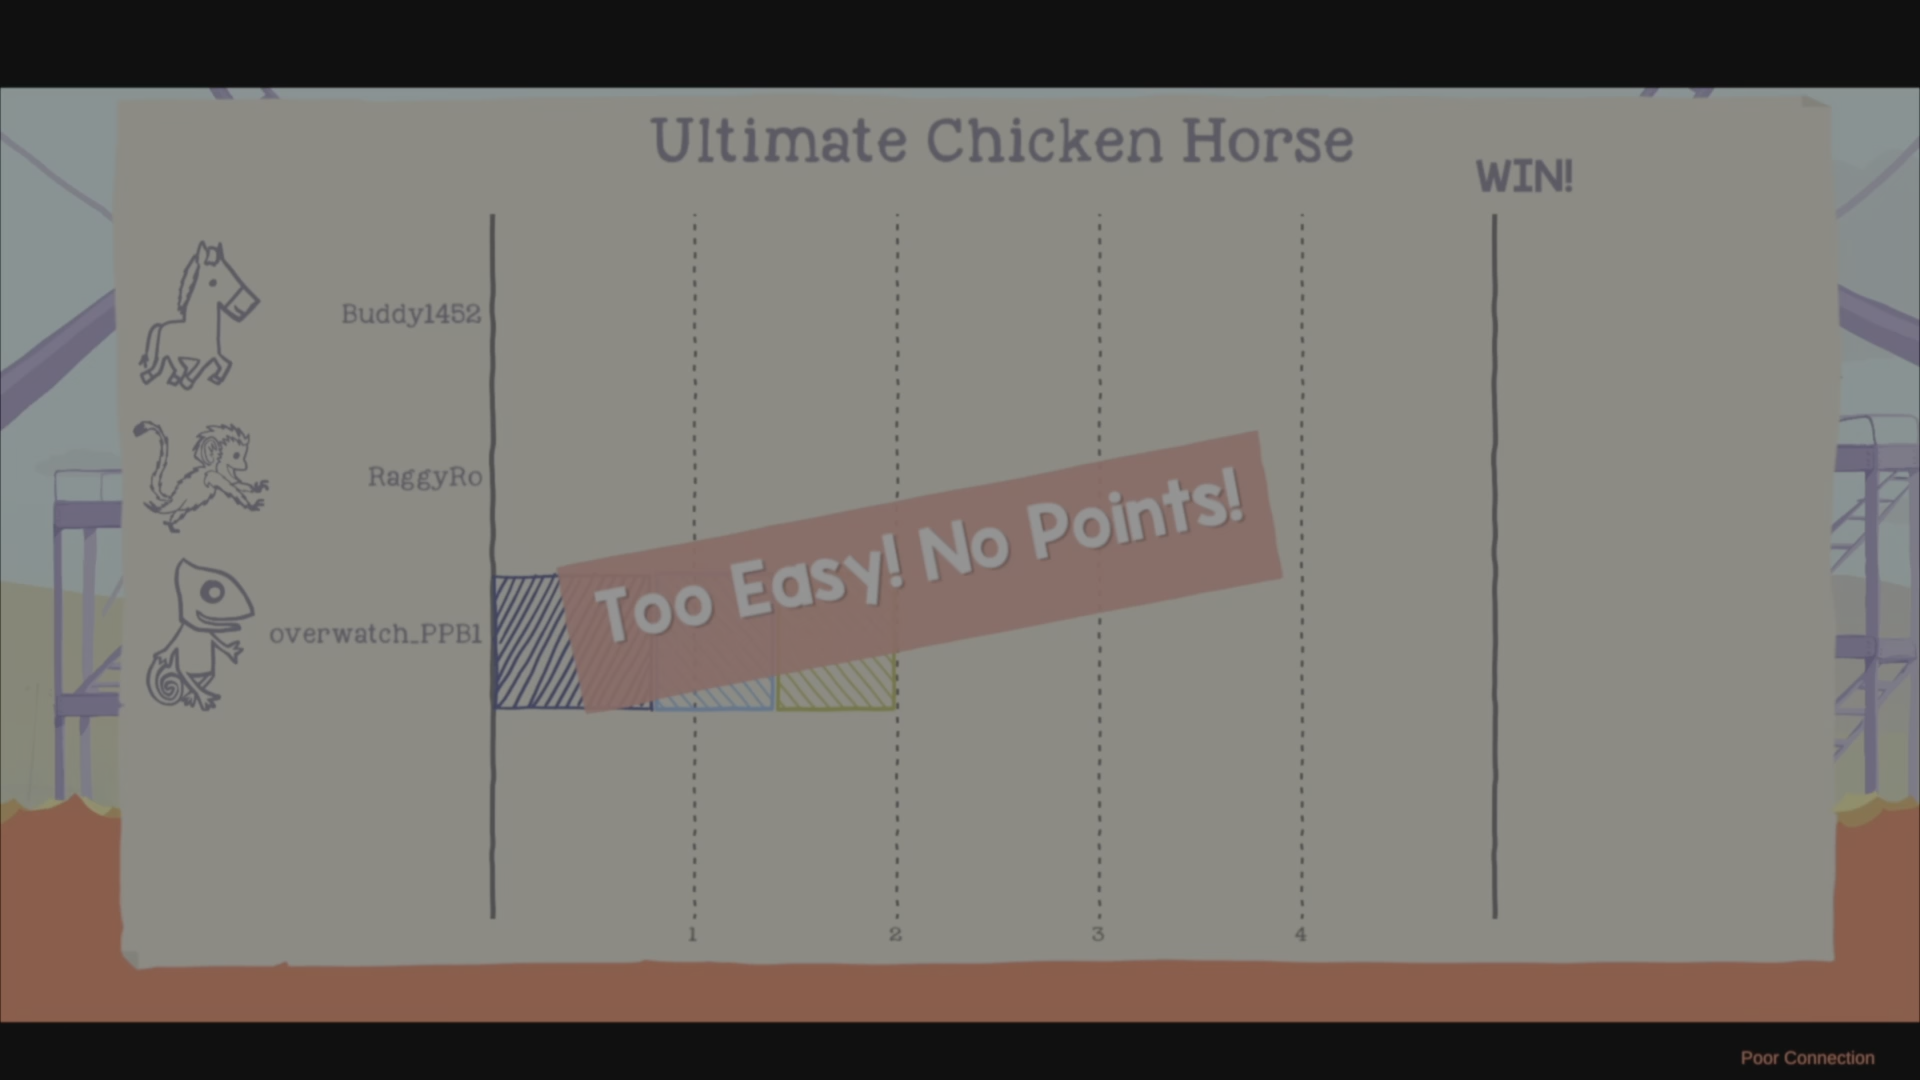 Ultimate Chicken Horse
WIN!
Buddy1452
RaggyRo
Too Easy! No Points!
overwatch_PPB1
1 2 3 4
Poor Connection